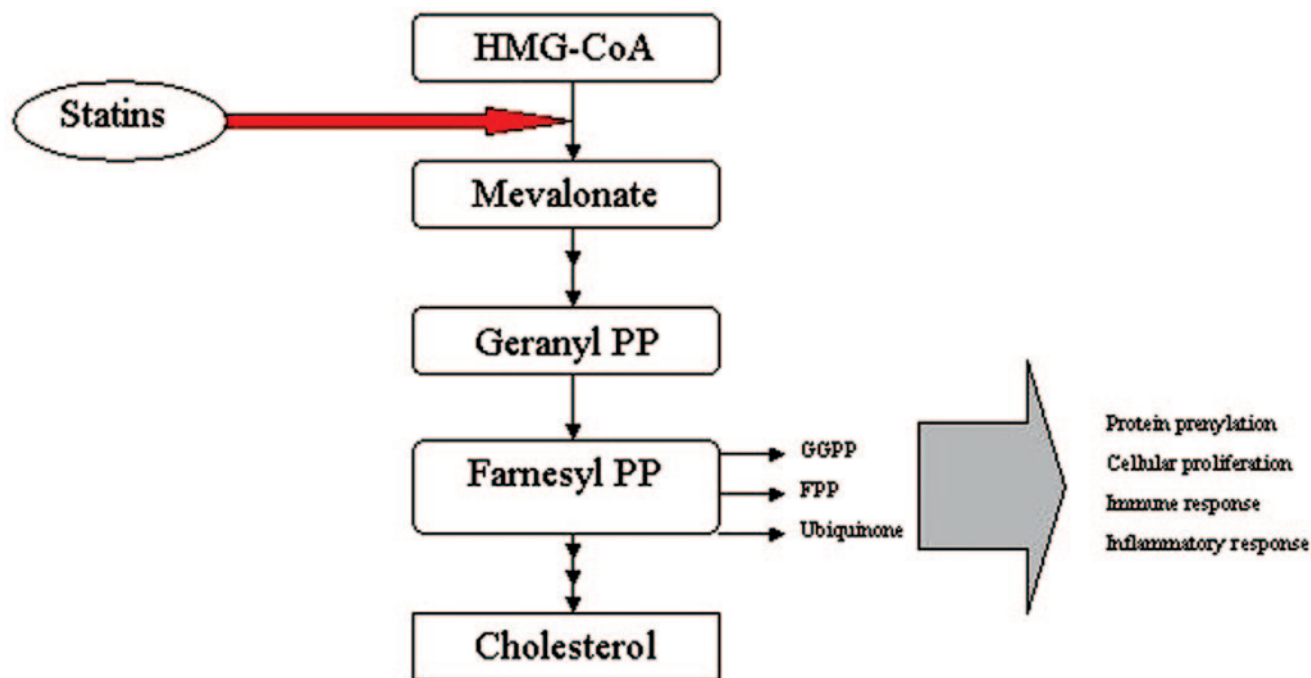 HMG-CoA
Statins
Mevalonate
Geranyl PP
Farnesyl PP
GGPP
FPP
Ubiquinone
Protein prenylation
Cellular proliferation
Immune response
Inflammatory response
Cholesterol